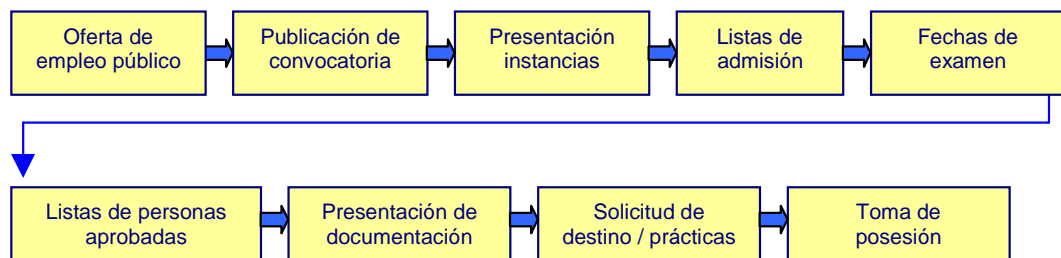 Oferta de
empleo público
Publicación de
convocatoria
Presentación
instancias
Listas de
admisión
Fechas de
examen
Listas de personas
aprobadas
Presentación de
documentación
Solicitud de
destino / prácticas
Toma de
posesión